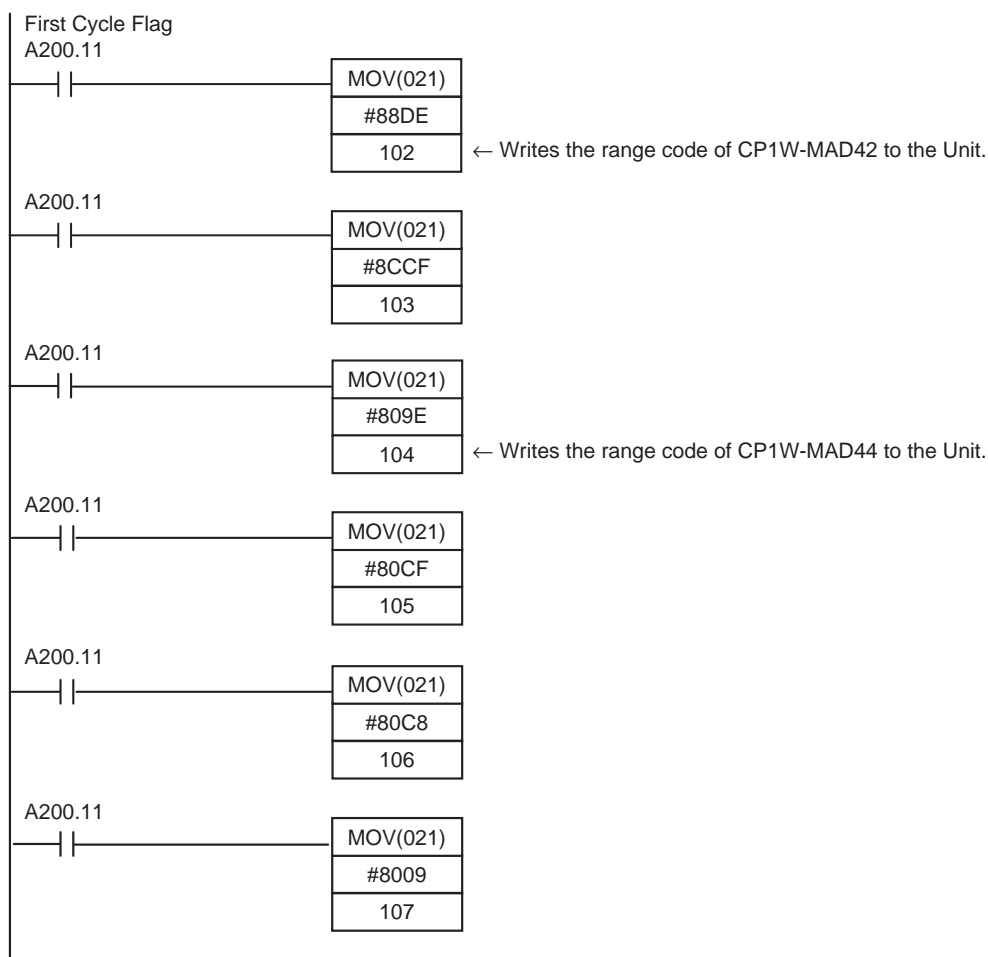 First Cycle Flag
A200.11
MOV(021)
#88DE
102 ← Writes the range code of CP1W-MAD42 to the Unit.
A200.11
MOV(021)
#8CCF
103
A200.11
MOV(021)
#809E
104 ← Writes the range code of CP1W-MAD44 to the Unit.
A200.11
MOV(021)
#80CF
105
A200.11
MOV(021)
#80C8
106
A200.11
MOV(021)
#8009
107